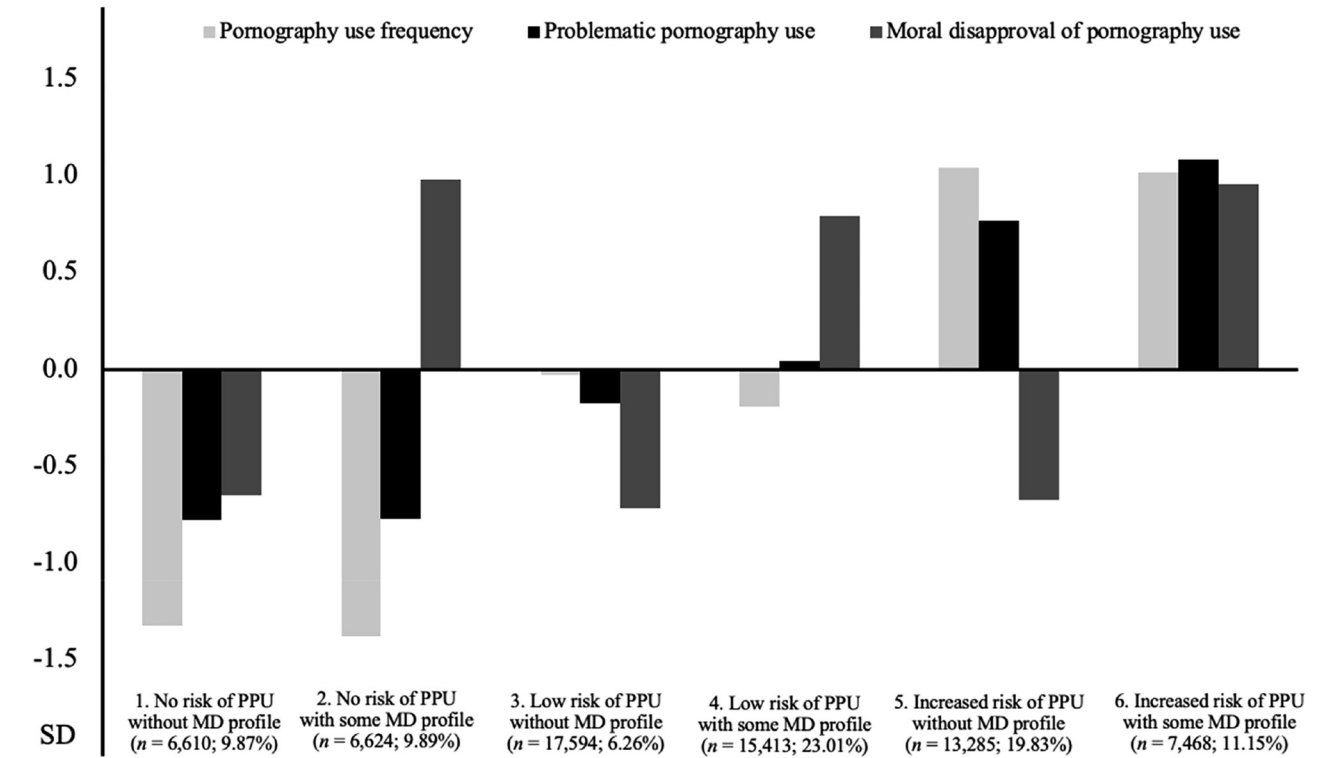 Pornography use frequency Problematic pornography use Moral disapproval of pornography use
1.5
1.0
0.5
0.0
-0.5
-1.0
-1.5
SD
1. No risk of PPU
without MD profile
(n = 6,610; 9.87%)
2. No risk of PPU
with some MD profile
(n = 6,624; 9.89%)
3. Low risk of PPU
without MD profile
(n = 17,594; 6.26%)
4. Low risk of PPU
with some MD profile
(n = 15,413; 23.01%)
5. Increased risk of PPU
without MD profile
(n = 13,285; 19.83%)
6. Increased risk of PPU
with some MD profile
(n = 7,468; 11.15%)